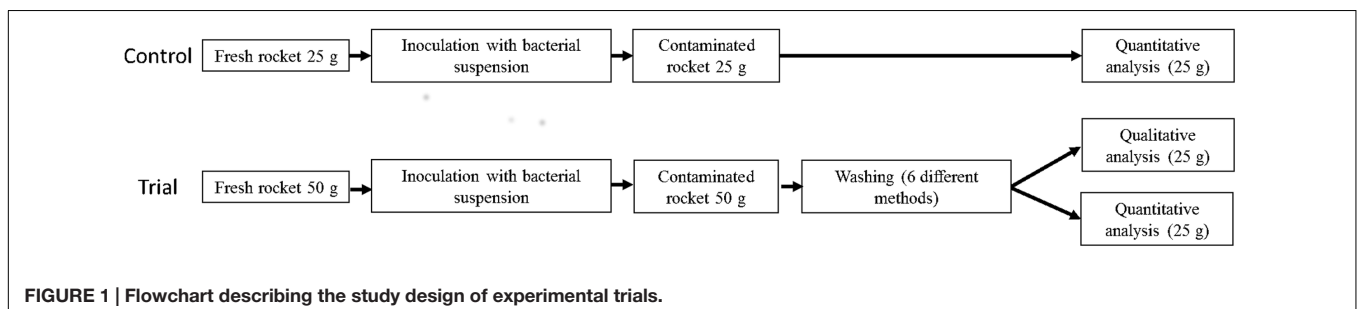 Control
Fresh rocket 25 g
Inoculation with bacterial
suspension
Contaminated
rocket 25 g
Quantitative
analysis (25 g)
Trial
Fresh rocket 50 g
Inoculation with bacterial
suspension
Contaminated
rocket 50 g
Washing (6 different
methods)
Qualitative
analysis (25 g)
Quantitative
analysis (25 g)
FIGURE 1 | Flowchart describing the study design of experimental trials.